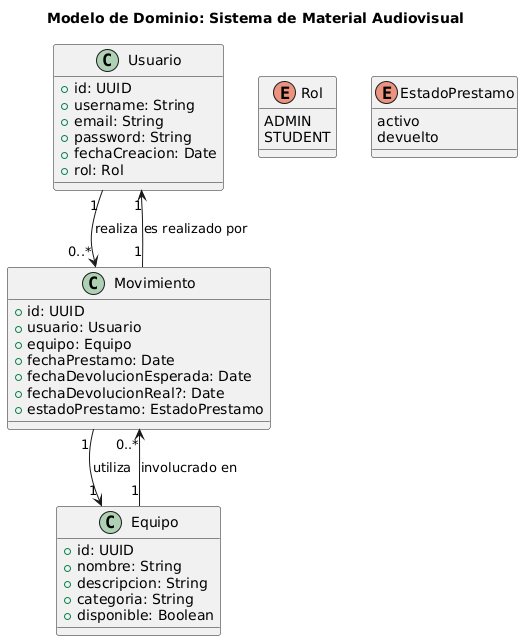 Modelo de Dominio: Sistema de Material Audiovisual
C Usuario
id: UUID
username: String
email: String
password: String
fechaCreacion: Date
rol: Rol
E Rol
ADMIN
STUDENT
E EstadoPrestamo
activo
devuelto
1
realiza
0..*
1
es realizado por
1
C Movimiento
id: UUID
usuario: Usuario
equipo: Equipo
fechaPrestamo: Date
fechaDevolucionEsperada: Date
fechaDevolucionReal?: Date
estadoPrestamo: EstadoPrestamo
1
utiliza
1
0..*
involucrado en
1
C Equipo
id: UUID
nombre: String
descripcion: String
categoria: String
disponible: Boolean